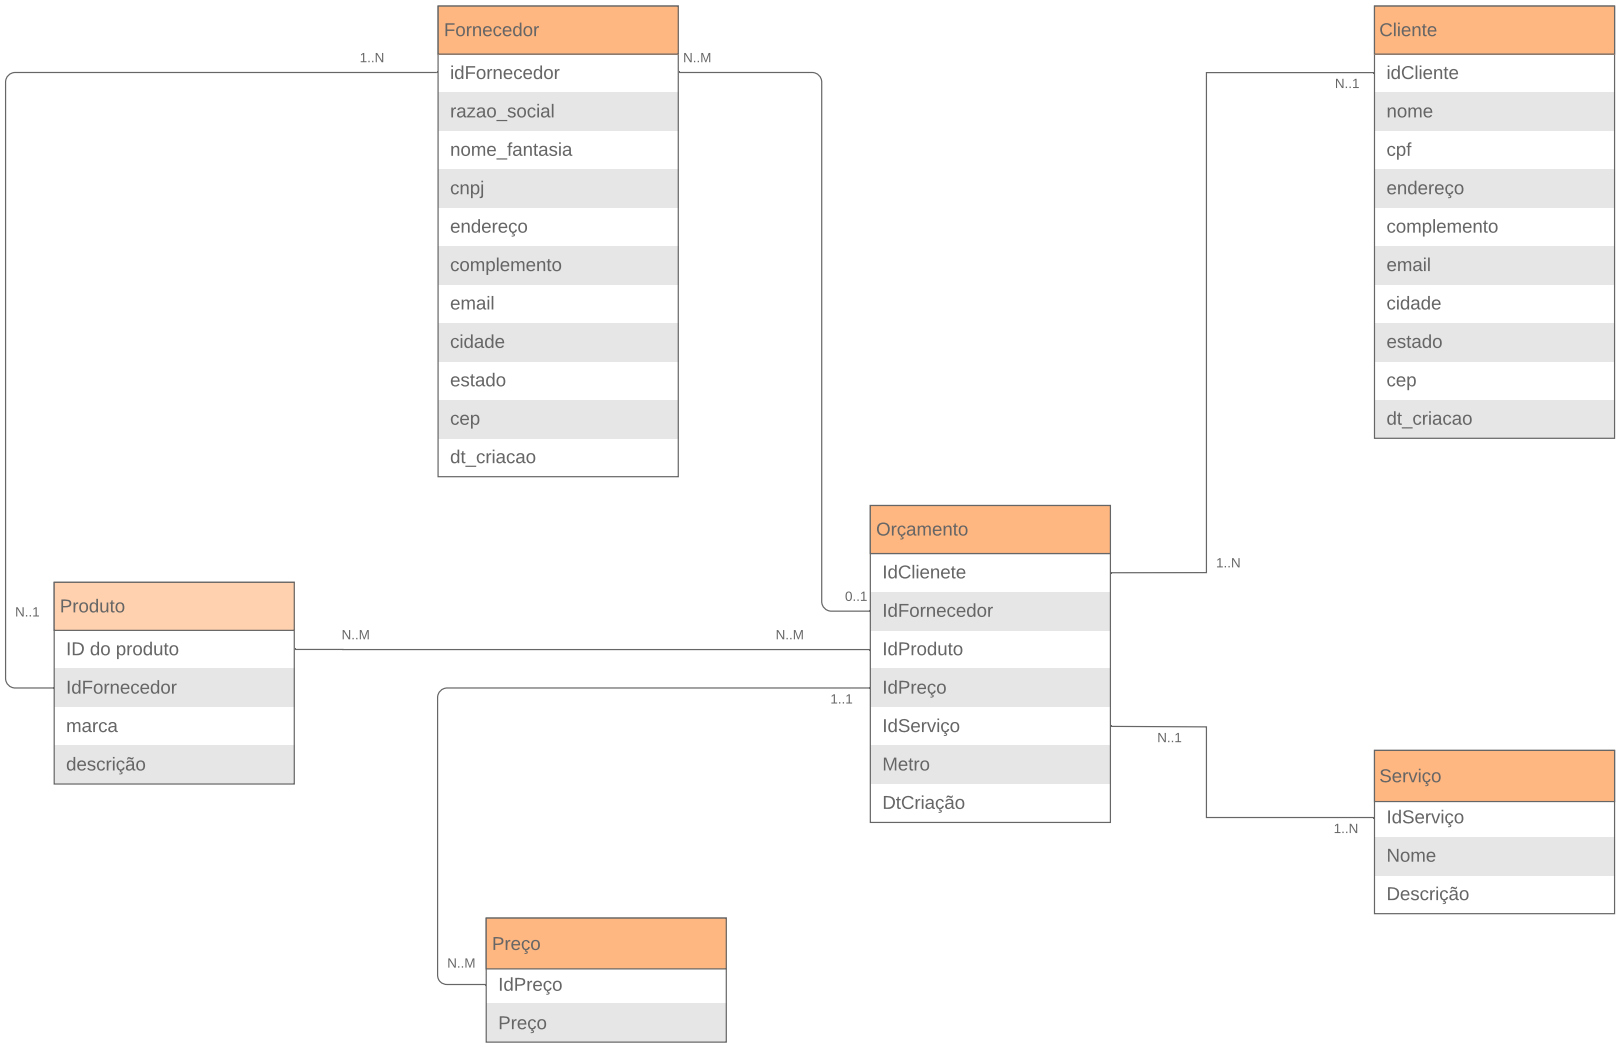 Fornecedor
idFornecedor
razao_social
nome_fantasia
cnpj
endereço
complemento
email
cidade
estado
cep
dt_criacao
1..N
N..M
Cliente
idCliente
nome
cpf
endereço
complemento
email
cidade
estado
cep
dt_criacao
N..1
1..N
Orçamento
IdClienete
IdFornecedor
IdProduto
IdPreço
IdServiço
Metro
DtCriação
0..1
N..M
1..1
N..1
Produto
ID do produto
IdFornecedor
marca
descrição
N..1
N..M
Serviço
IdServiço
Nome
Descrição
1..N
Preço
IdPreço
Preço
N..M